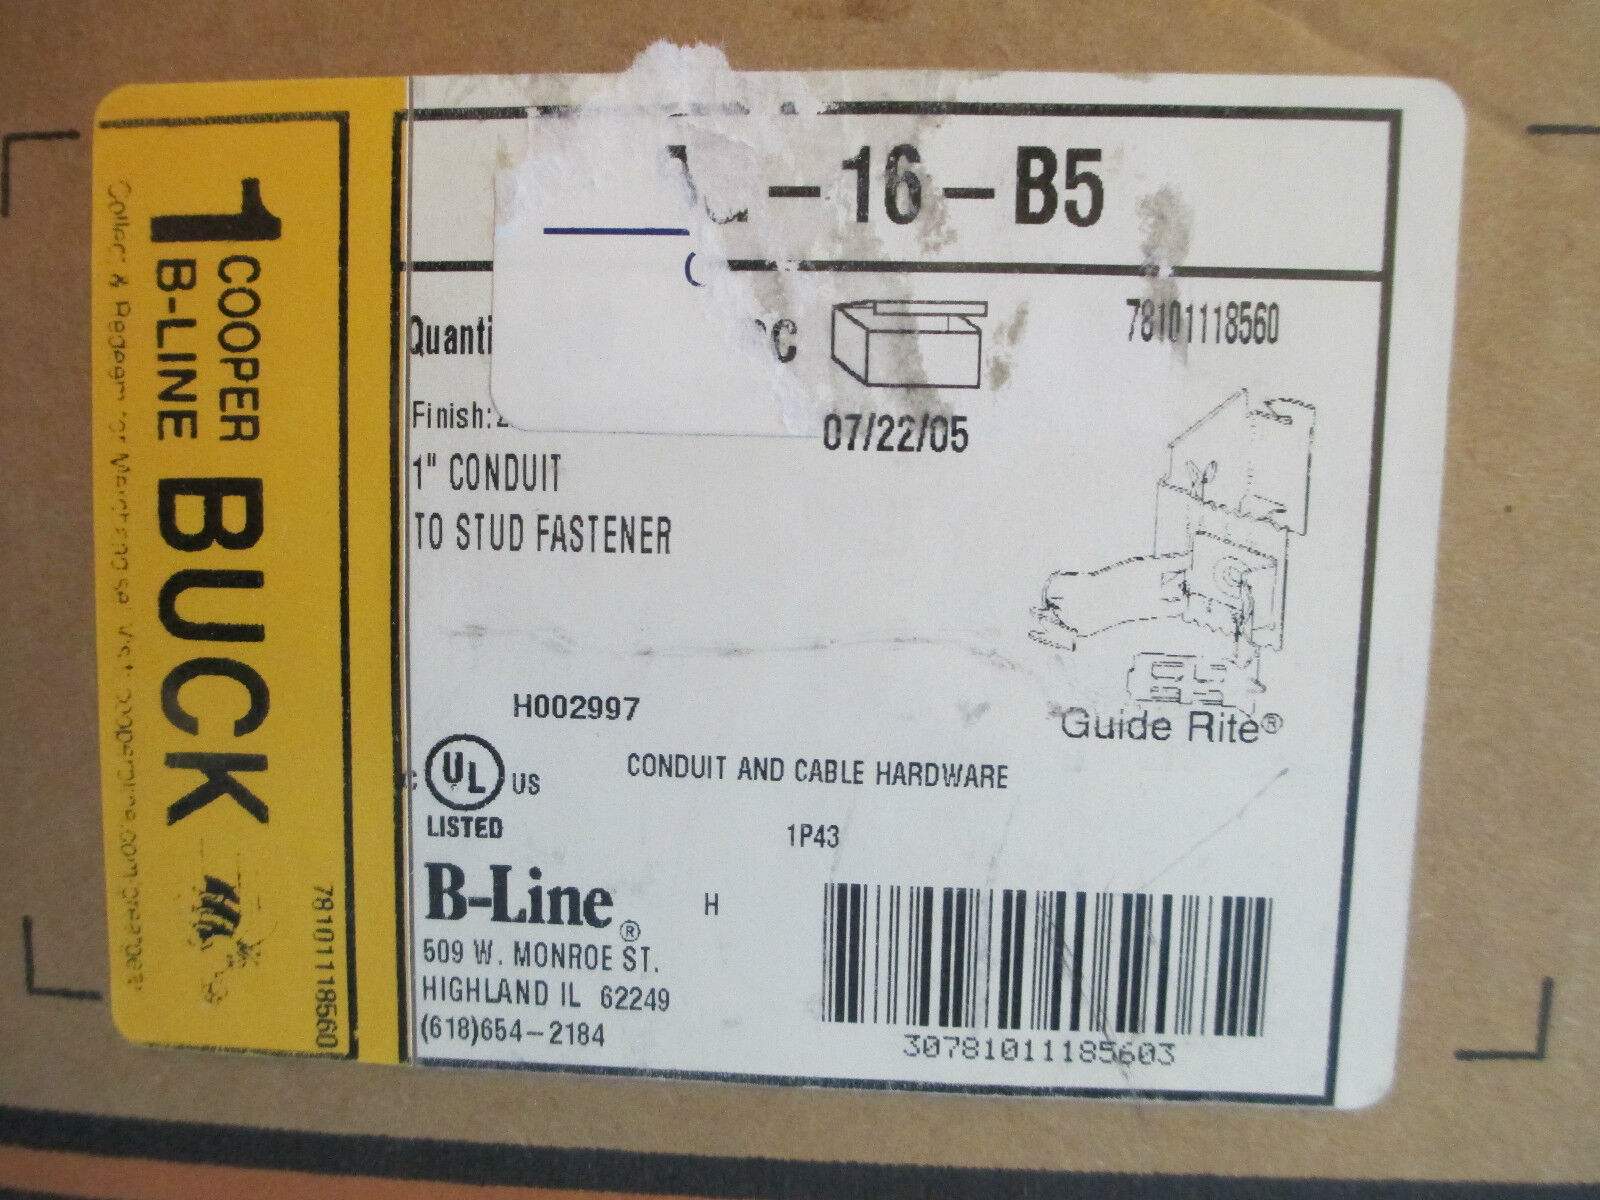 1 COOPER
B-LINE BUCK
78101118560
-16-B5
Quanti
78101118560
Finish:
07/22/05
1" CONDUIT
TO STUD FASTENER
H002997
Guide Rite®
C UL US
LISTED
CONDUIT AND CABLE HARDWARE
1P43
B-Line®
H
509 W. MONROE ST.
HIGHLAND IL 62249
(618)654-2184
30781011185603